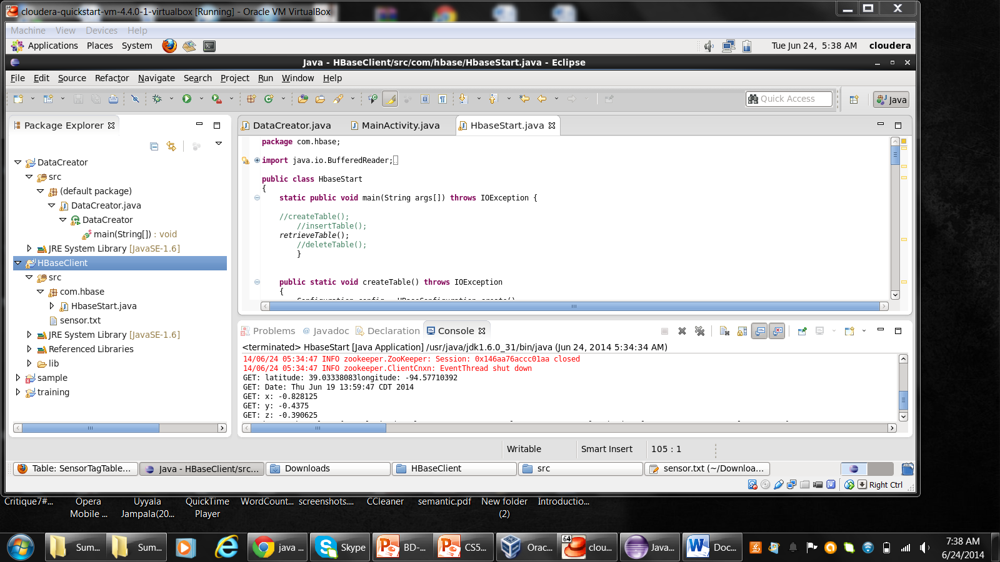 cloudera-quickstart-vm-4.4.0-1-virtualbox [Running] - Oracle VM VirtualBox
Machine View Devices Help
Applications Places System
Tue Jun 24, 5:38 AM cloudera
Java - HBaseClient/src/com/hbase/HbaseStart.java - Eclipse
File Edit Source Refactor Navigate Search Project Run Window Help
Quick Access
Java
Package Explorer
DataCreator
src
(default package)
DataCreator.java
DataCreator
main(String[]) : void
JRE System Library [JavaSE-1.6]
HBaseClient
src
com.hbase
HbaseStart.java
sensor.txt
JRE System Library [JavaSE-1.6]
Referenced Libraries
lib
sample
training
DataCreator.java MainActivity.java HbaseStart.java
package com.hbase;
import java.io.BufferedReader;
public class HbaseStart
{
static public void main(String args[]) throws IOException {
//createTable();
//insertTable();
retrieveTable();
//deleteTable();
}
public static void createTable() throws IOException
{
Problems Javadoc Declaration Console
<terminated> HbaseStart [Java Application] /usr/java/jdk1.6.0_31/bin/java (Jun 24, 2014 5:34:34 AM)
14/06/24 05:34:47 INFO zookeeper.ZooKeeper: Session: 0x146aa76accc01aa closed
14/06/24 05:34:47 INFO zookeeper.ClientCnxn: EventThread shut down
GET: latitude: 39.03338083longitude: -94.57710392
GET: Date: Thu Jun 19 13:59:47 CDT 2014
GET: x: -0.828125
GET: y: -0.4375
GET: z: -0.390625
Writable Smart Insert 105 : 1
Table: SensorTagTable... Java - HBaseClient/src... Downloads HBaseClient src sensor.txt (~/Downloa...
Right Ctrl
Critique7#... Opera Uyyala QuickTime WordCount... screenshots.... CCleaner semantic.pdf New folder Introductio...
Mobile ... Jampala(20... Player (2)
Sum... Sum... java ... Skype BD-... CS5... Orac... 64 clou... Java... Doc...
7:38 AM
6/24/2014